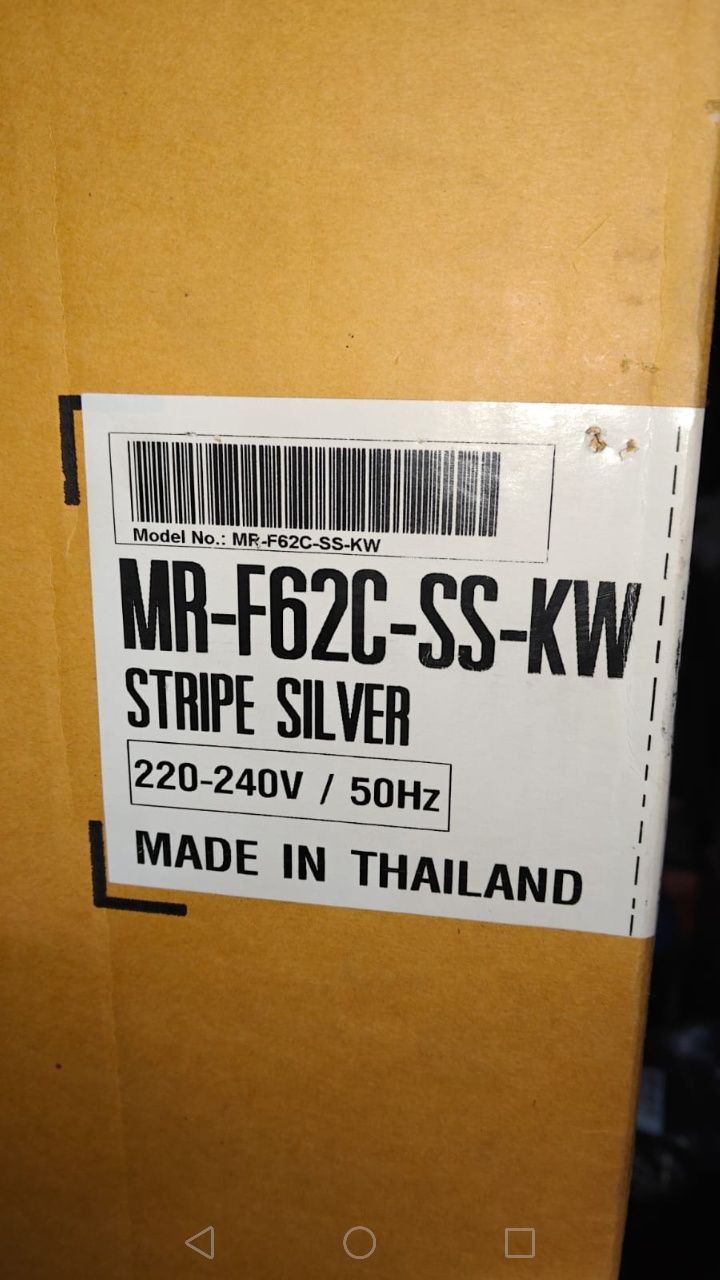 Model No.: MR-F62C-SS-KW
MR-F62C-SS-KW
STRIPE SILVER
220-240V / 50Hz
MADE IN THAILAND